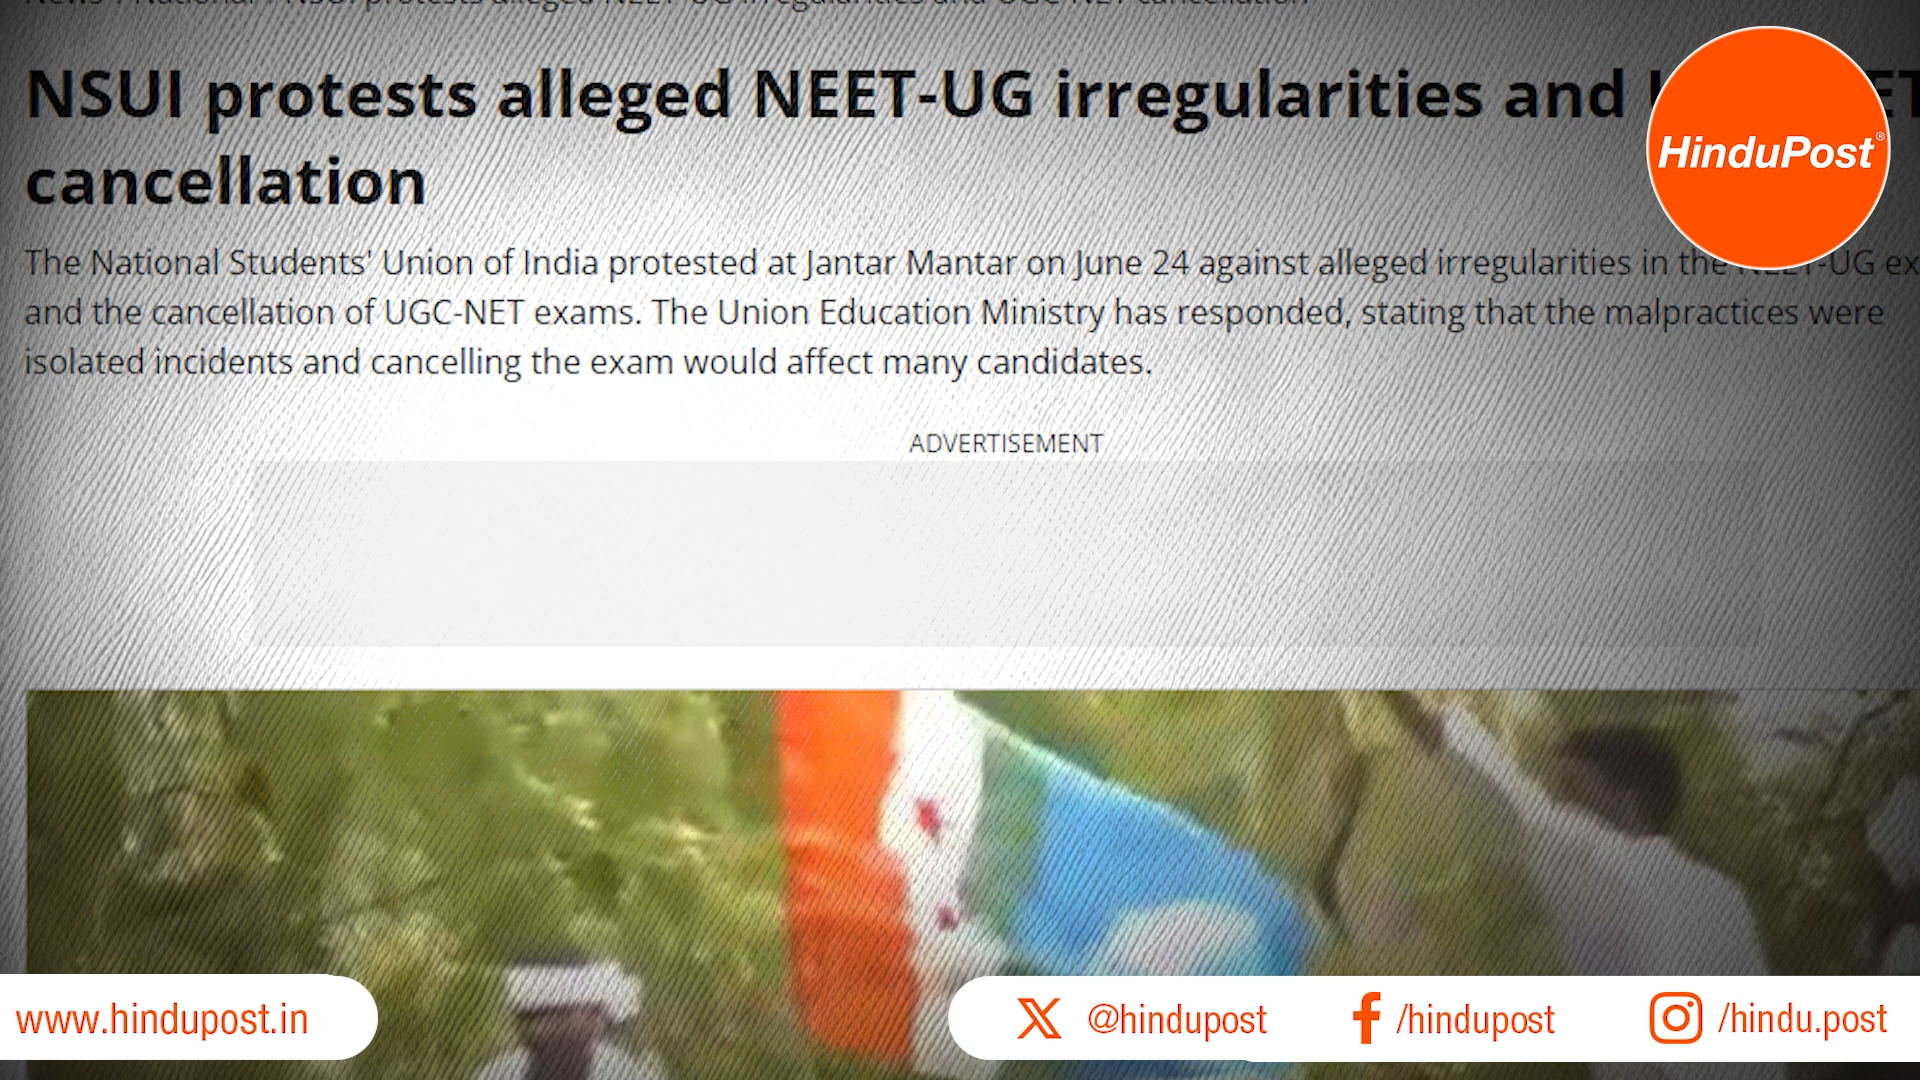 NSUI protests alleged NEET-UG irregularities and
cancellation
HinduPost®
The National Students' Union of India protested at Jantar Mantar on June 24 against alleged irregularities in the NEET-UG
and the cancellation of UGC-NET exams. The Union Education Ministry has responded, stating that the malpractices were
isolated incidents and cancelling the exam would affect many candidates.
ADVERTISEMENT
www.hindupost.in
@hindupost
/hindupost
/hindu.post